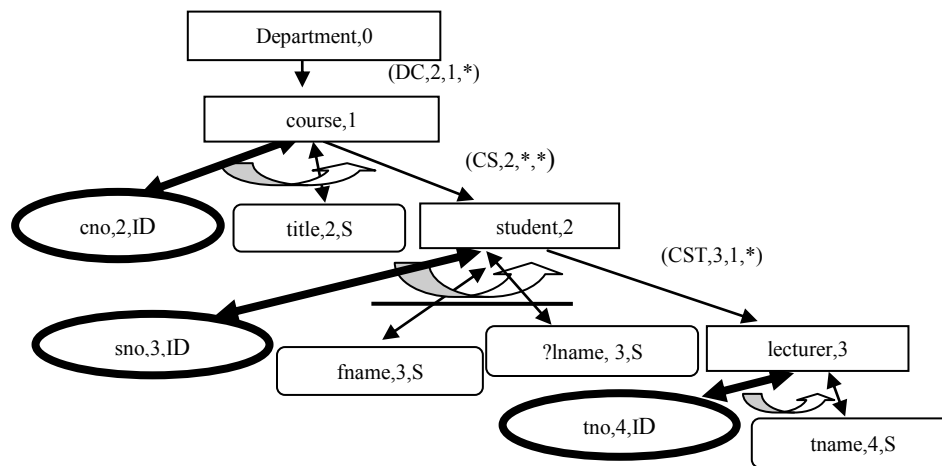 Department,0
(DC,2,1,*)
course,1
(CS,2,*,*)
cno,2,ID
title,2,S
student,2
(CST,3,1,*)
sno,3,ID
fname,3,S
?lname, 3,S
lecturer,3
tno,4,ID
tname,4,S